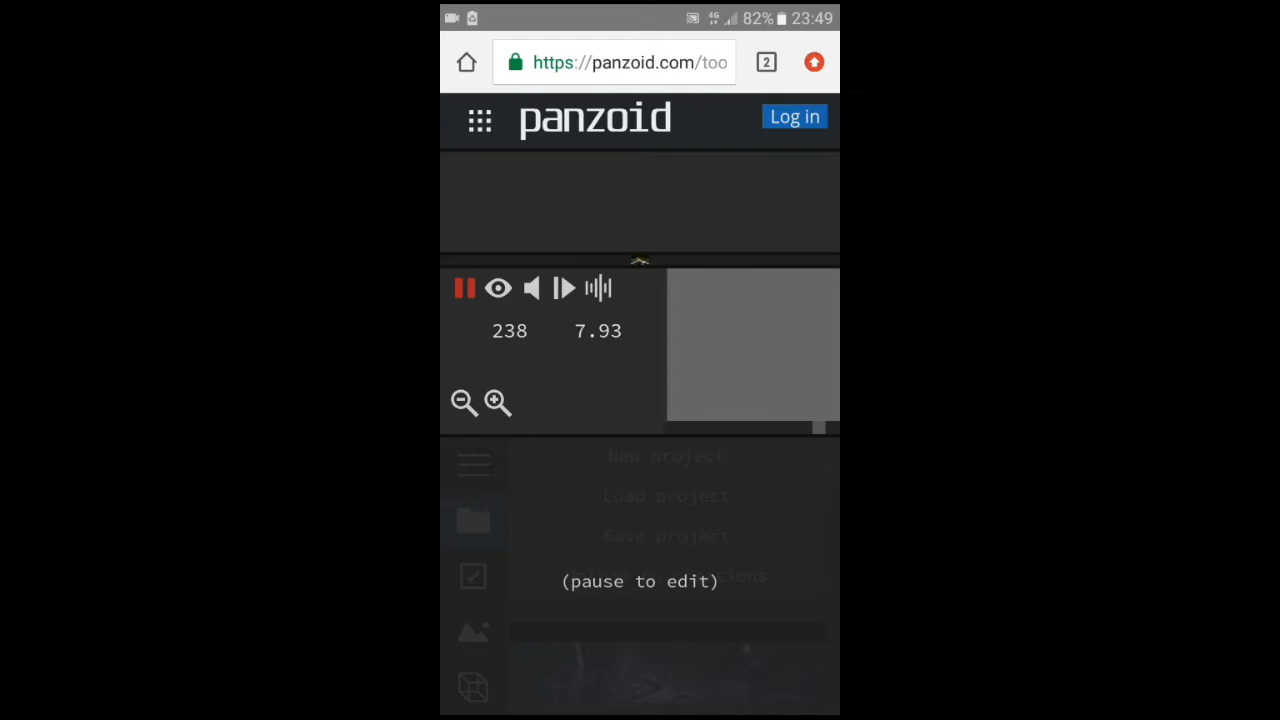 4G 82% 23:49
https://panzoid.com/too 2
panzoid Log in
238 7.93
New project
Load project
Save project
(pause to edit)